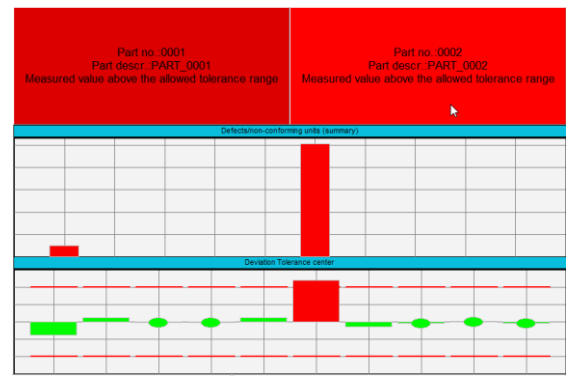 Part no.:0001
Part descr.:PART_0001
Measured value above the allowed tolerance range
Part no.:0002
Part descr.:PART_0002
Measured value above the allowed tolerance range
Defects/non-conforming units (summary)
Deviation Tolerance center